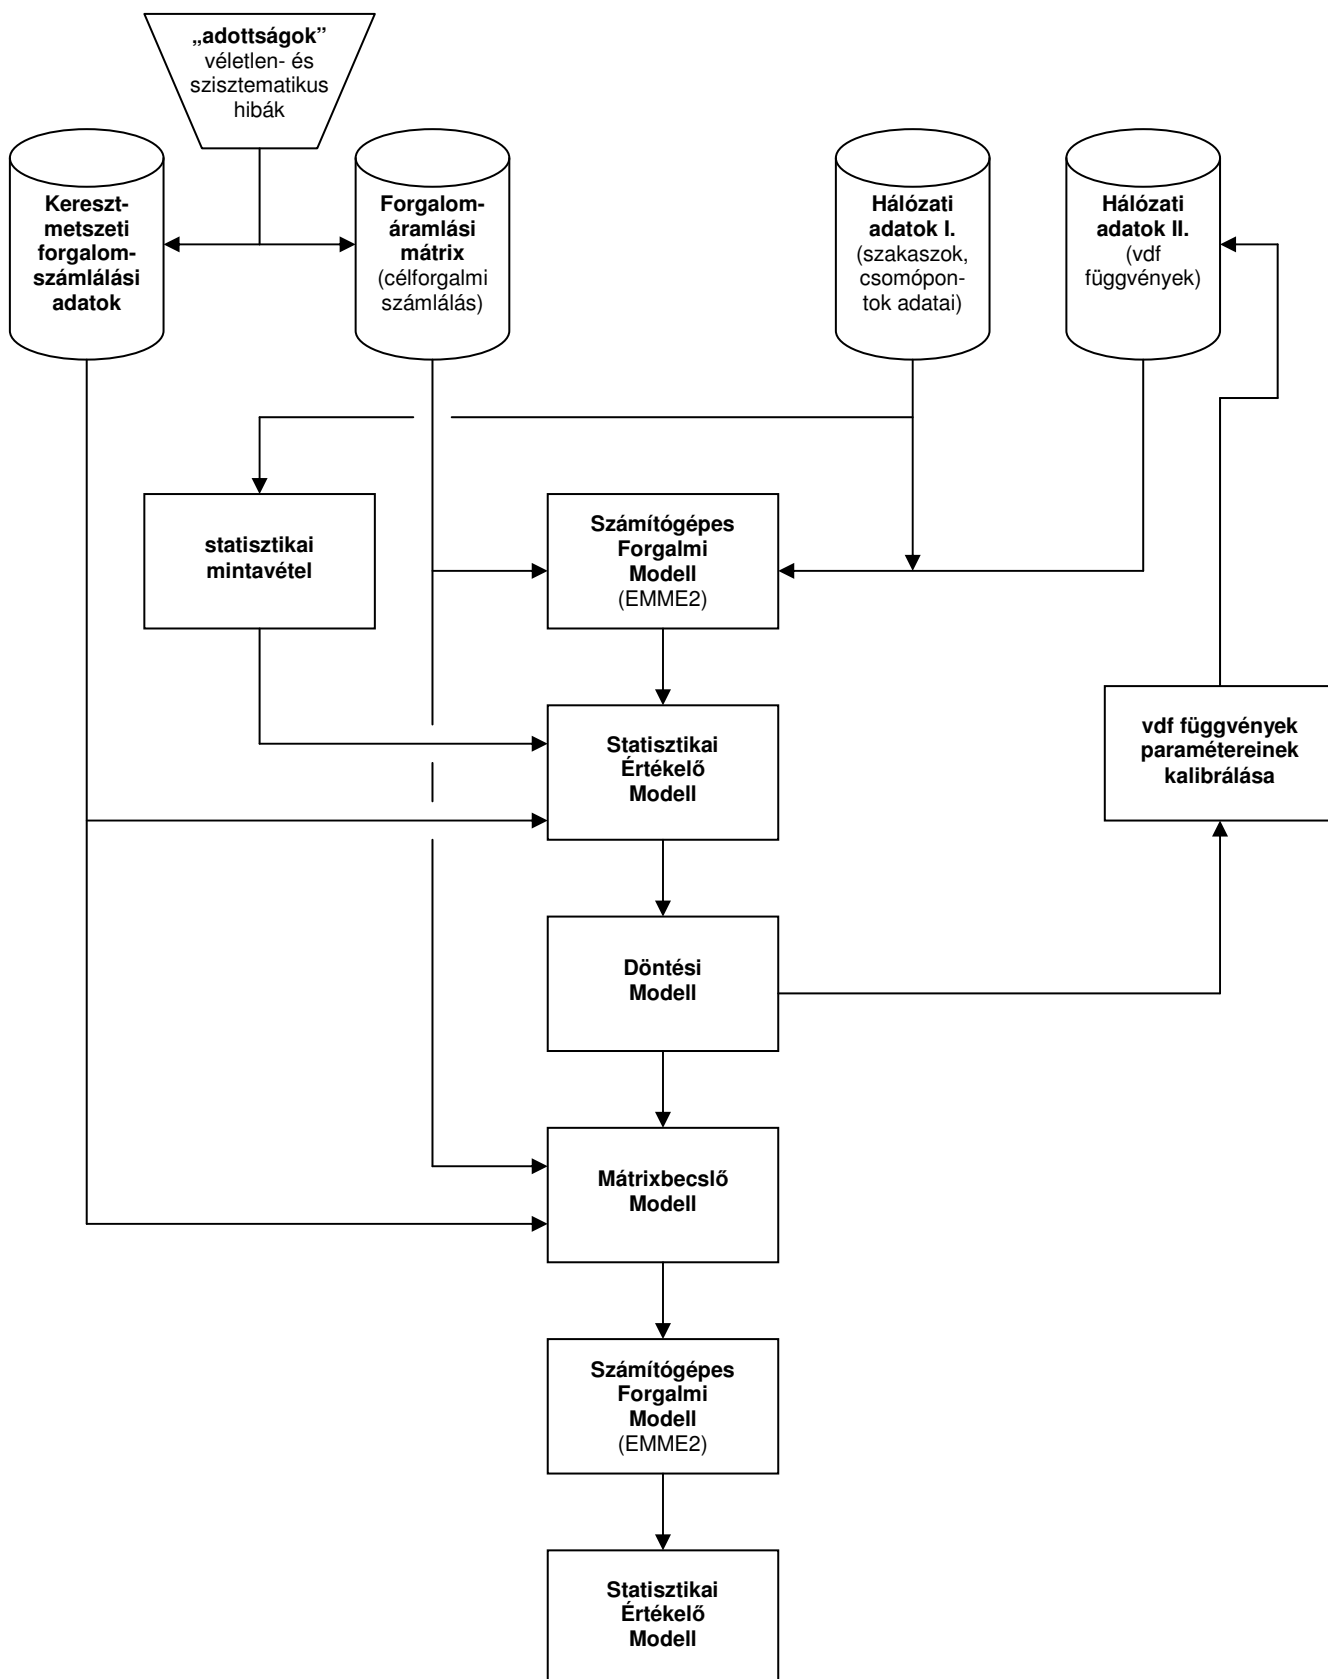 „adottságok”
véletlen- és
szisztematikus
hibák
Kereszt-
metszeti
forgalom-
számlálási
adatok
Forgalom-
áramlási
mátrix
(célforgalmi
számlálás)
Hálózati
adatok I.
(szakaszok,
csomópon-
tok adatai)
Hálózati
adatok II.
(vdf
függvények)
statisztikai
mintavétel
Számítógépes
Forgalmi
Modell
(EMME2)
Statisztikai
Értékelő
Modell
vdf függvények
paramétereinek
kalibrálása
Döntési
Modell
Mátrixbecslő
Modell
Számítógépes
Forgalmi
Modell
(EMME2)
Statisztikai
Értékelő
Modell